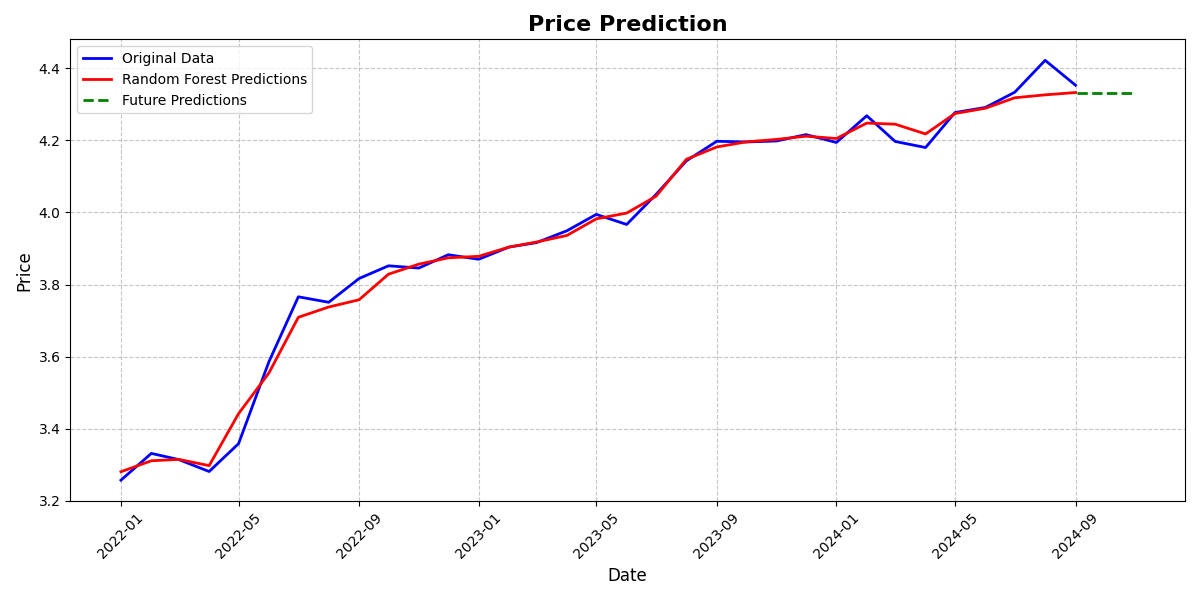 Price Prediction
Original Data
Random Forest Predictions
Future Predictions
Price
4.4
4.2
4.0
3.8
3.6
3.4
3.2
2022-01
2022-05
2022-09
2023-01
2023-05
2023-09
2024-01
2024-05
2024-09
Date